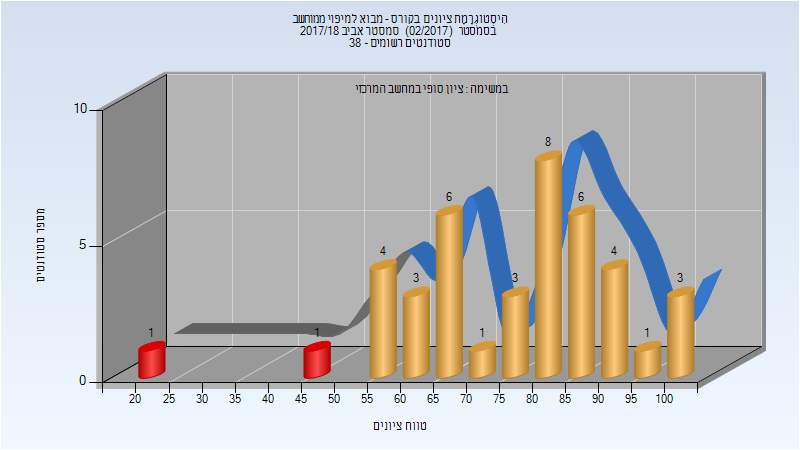 היסטוגרמת ציונים בקורס - מבוא למיפוי ממוחשב
בסמסטר (02/2017) סמסטר אביב 2017/18
סטודנטים רשומים - 38
במשימה : ציון סופי במחשב המרכזי
מספר סטודנטים
10
5
0
1 1 4 3 6 1 3 8 6 4 1 3
20 25 30 35 40 45 50 55 60 65 70 75 80 85 90 95 100
טווח ציונים